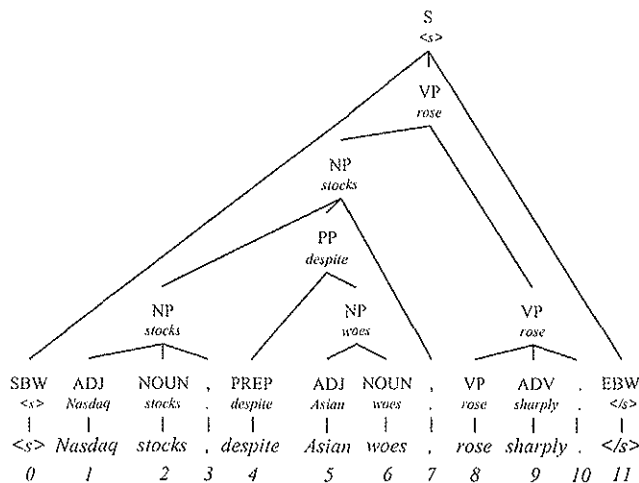 S
<s>
VP
rose
NP
stocks
PP
despite
NP NP VP
stocks woes rose
SBW ADJ NOUN , PREP ADJ NOUN , VP ADV . EBW
<s> Nasdaq stocks , despite Asian woes , rose sharply . </s>
<s> Nasdaq stocks , despite Asian woes , rose sharply . </s>
0 1 2 3 4 5 6 7 8 9 10 11